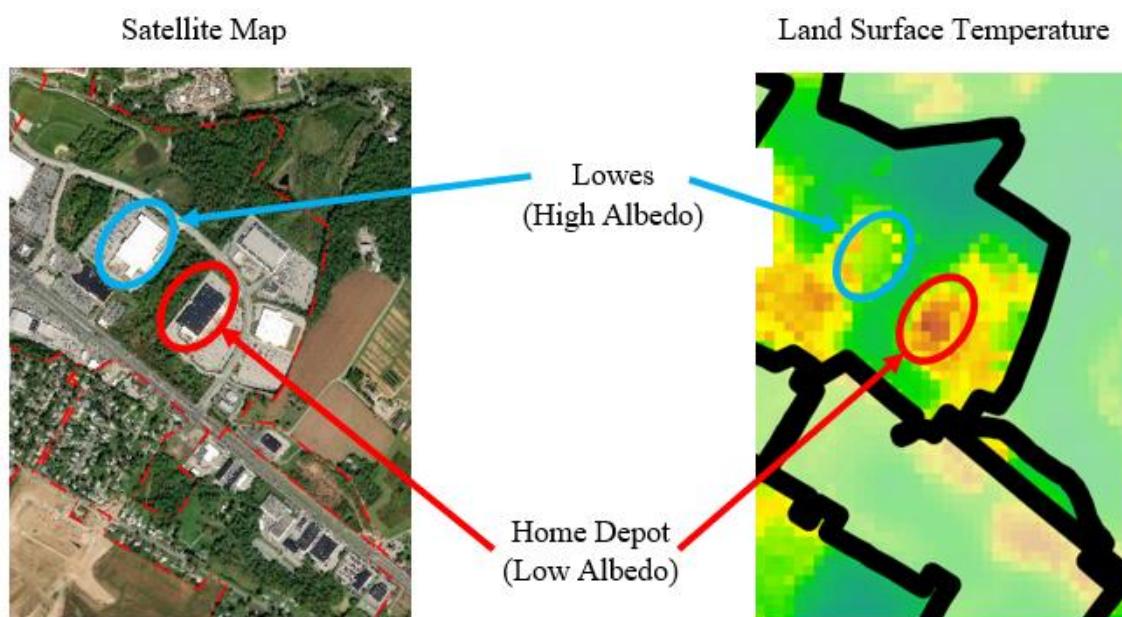 Satellite Map
Land Surface Temperature
Lowes
(High Albedo)
Home Depot
(Low Albedo)